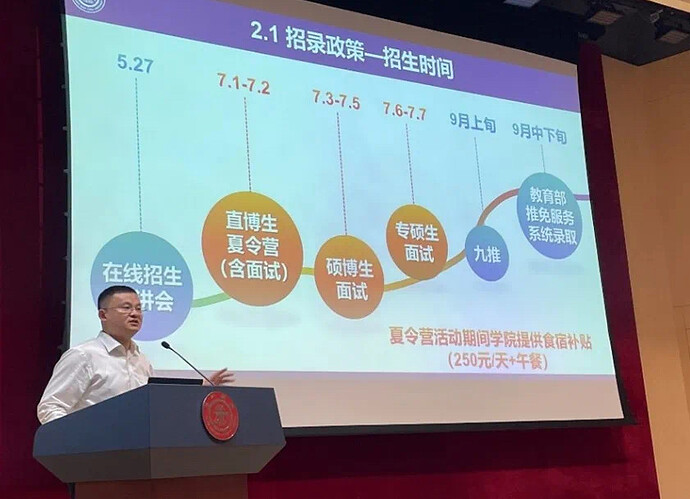 2.1 招录政策—招生时间
5.27
7.1-7.2
7.3-7.5
7.6-7.7
9月上旬
9月中下旬
在线招生
讲会
直博生
夏令营
(含面试)
硕博生
面试
专硕生
面试
九推
教育部
推免服务
系统录取
夏令营活动期间学院提供食宿补贴
(250元/天+午餐)